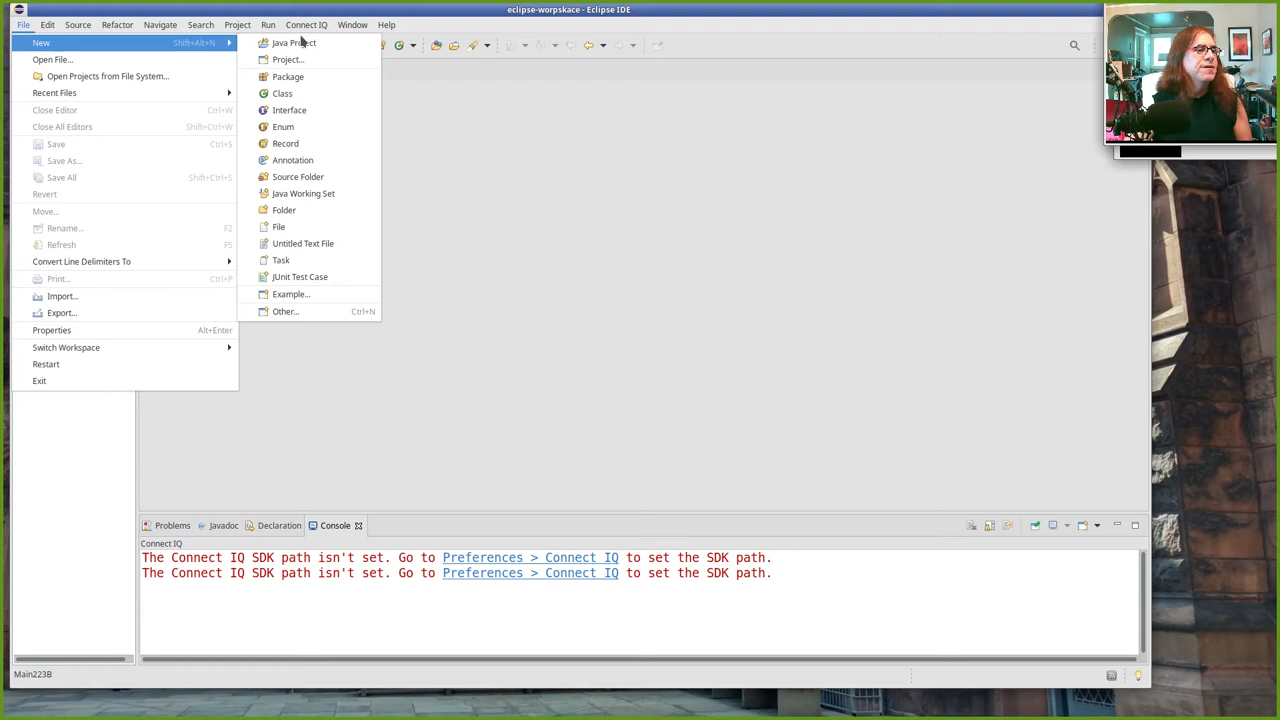 eclipse-worpskace - Eclipse IDE
File Edit Source Refactor Navigate Search Project Run Connect IQ Window Help
New Shift+Alt+N
Open File...
Open Projects from File System...
Recent Files
Close Editor Ctrl+W
Close All Editors Shift+Ctrl+W
Save Ctrl+S
Save As...
Save All Shift+Ctrl+S
Revert
Move...
Rename... F2
Refresh F5
Convert Line Delimiters To
Print... Ctrl+P
Import...
Export...
Properties Alt+Enter
Switch Workspace
Restart
Exit
Java Project
Project...
Package
Class
Interface
Enum
Record
Annotation
Source Folder
Java Working Set
Folder
File
Untitled Text File
Task
JUnit Test Case
Example...
Other... Ctrl+N
Problems Javadoc Declaration Console
Connect IQ
The Connect IQ SDK path isn't set. Go to Preferences > Connect IQ to set the SDK path.
The Connect IQ SDK path isn't set. Go to Preferences > Connect IQ to set the SDK path.
Main223B